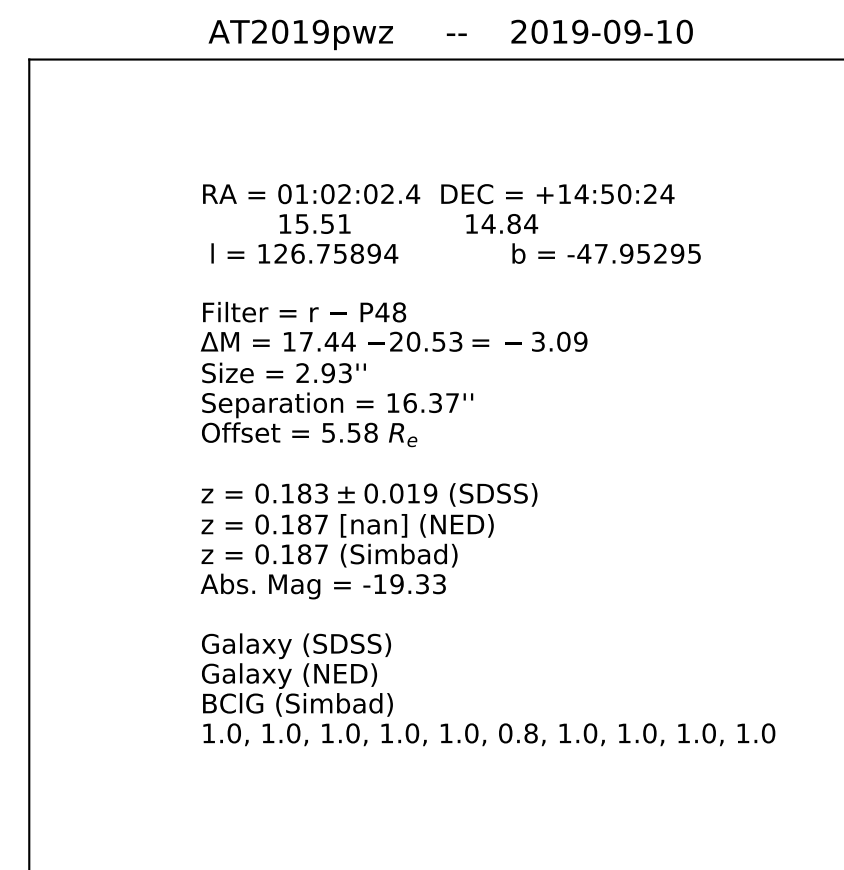 AT2019pwz -- 2019-09-10
RA = 01:02:02.4 DEC = +14:50:24
15.51 14.84
l = 126.75894 b = -47.95295
Filter = r − P48
ΔM = 17.44 −20.53 = − 3.09
Size = 2.93''
Separation = 16.37''
Offset = 5.58 Rₑ
z = 0.183 ± 0.019 (SDSS)
z = 0.187 [nan] (NED)
z = 0.187 (Simbad)
Abs. Mag = -19.33
Galaxy (SDSS)
Galaxy (NED)
BClG (Simbad)
1.0, 1.0, 1.0, 1.0, 1.0, 0.8, 1.0, 1.0, 1.0, 1.0